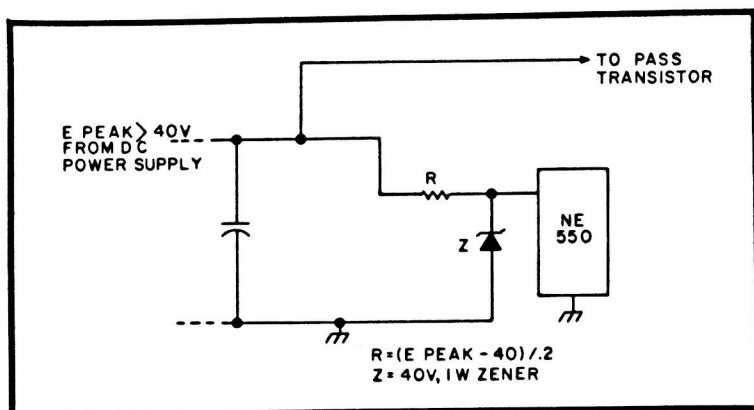 TO PASS
TRANSISTOR
E PEAK > 40V
FROM DC
POWER SUPPLY
R
NE
550
Z
R=(E PEAK - 40)/.2
Z= 40V, 1W ZENER